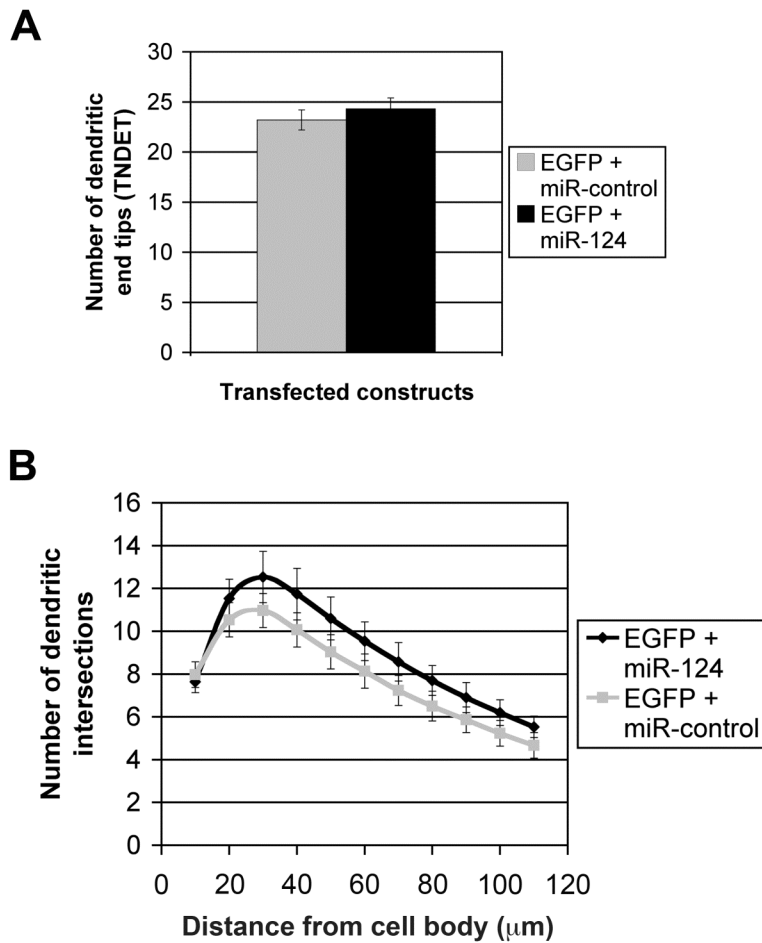 A
Number of dendritic
end tips (TNDET)
30
25
20
15
10
5
0
Transfected constructs
EGFP +
miR-control
EGFP +
miR-124
B
Number of dendritic
intersections
16
14
12
10
8
6
4
2
0
0 20 40 60 80 100 120
Distance from cell body (μm)
EGFP +
miR-124
EGFP +
miR-control